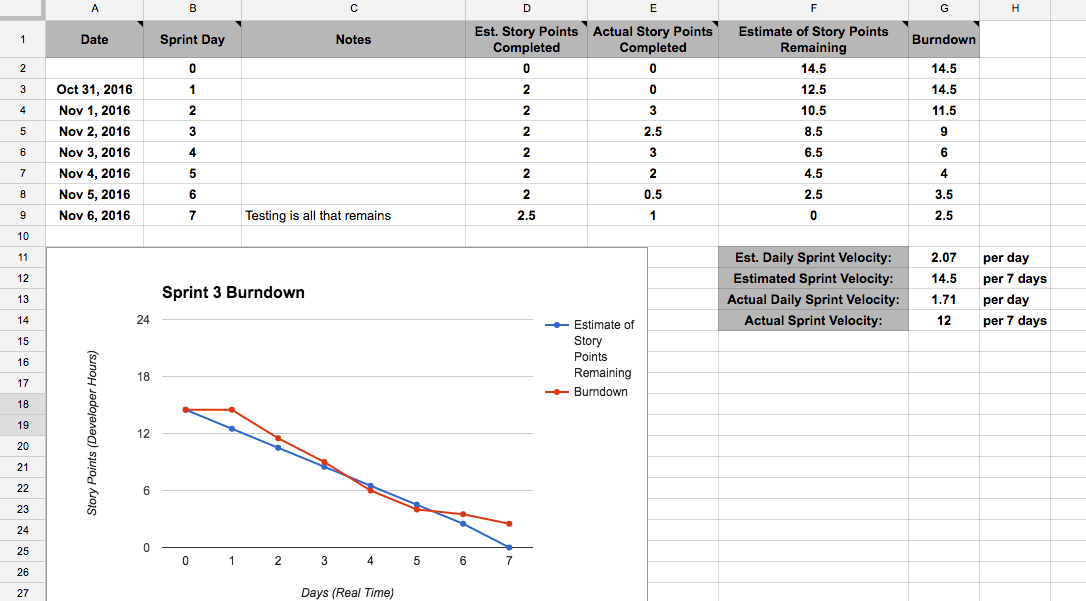 A B C D E F G H
1 Date Sprint Day Notes Est. Story Points Completed Actual Story Points Completed Estimate of Story Points Remaining Burndown
2 0 0 0 14.5 14.5
3 Oct 31, 2016 1 2 0 12.5 14.5
4 Nov 1, 2016 2 2 3 10.5 11.5
5 Nov 2, 2016 3 2 2.5 8.5 9
6 Nov 3, 2016 4 2 3 6.5 6
7 Nov 4, 2016 5 2 2 4.5 4
8 Nov 5, 2016 6 2 0.5 2.5 3.5
9 Nov 6, 2016 7 Testing is all that remains 2.5 1 0 2.5
10
11 Est. Daily Sprint Velocity: 2.07 per day
12 Estimated Sprint Velocity: 14.5 per 7 days
13 Actual Daily Sprint Velocity: 1.71 per day
14 Actual Sprint Velocity: 12 per 7 days
15
16
17
18
19
20
21
22
23
24
25
26
27
Sprint 3 Burndown
Story Points (Developer Hours)
24
18
12
6
0
0 1 2 3 4 5 6 7
Days (Real Time)
Estimate of
Story
Points
Remaining
Burndown